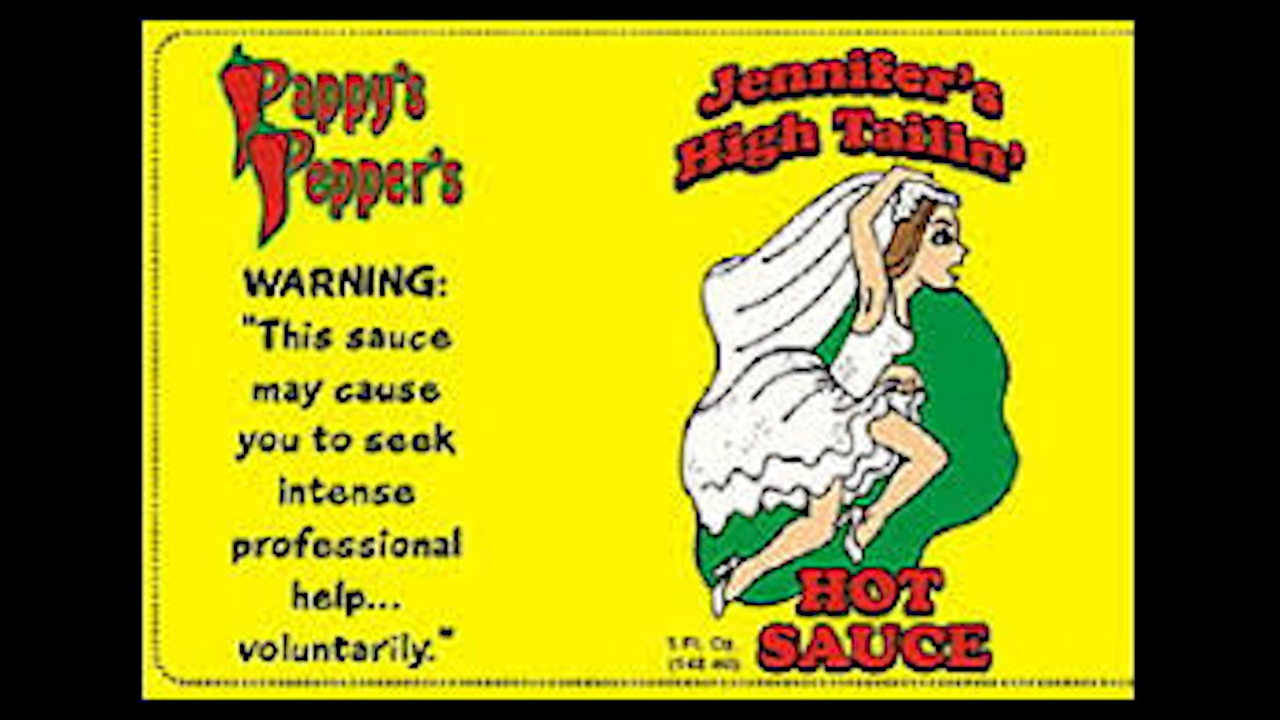 Pappy's
Pepper's
WARNING:
"This sauce
may cause
you to seek
intense
professional
help...
voluntarily."
Jennifer's
High Tailin'
HOT
SAUCE
5 Fl. Oz.